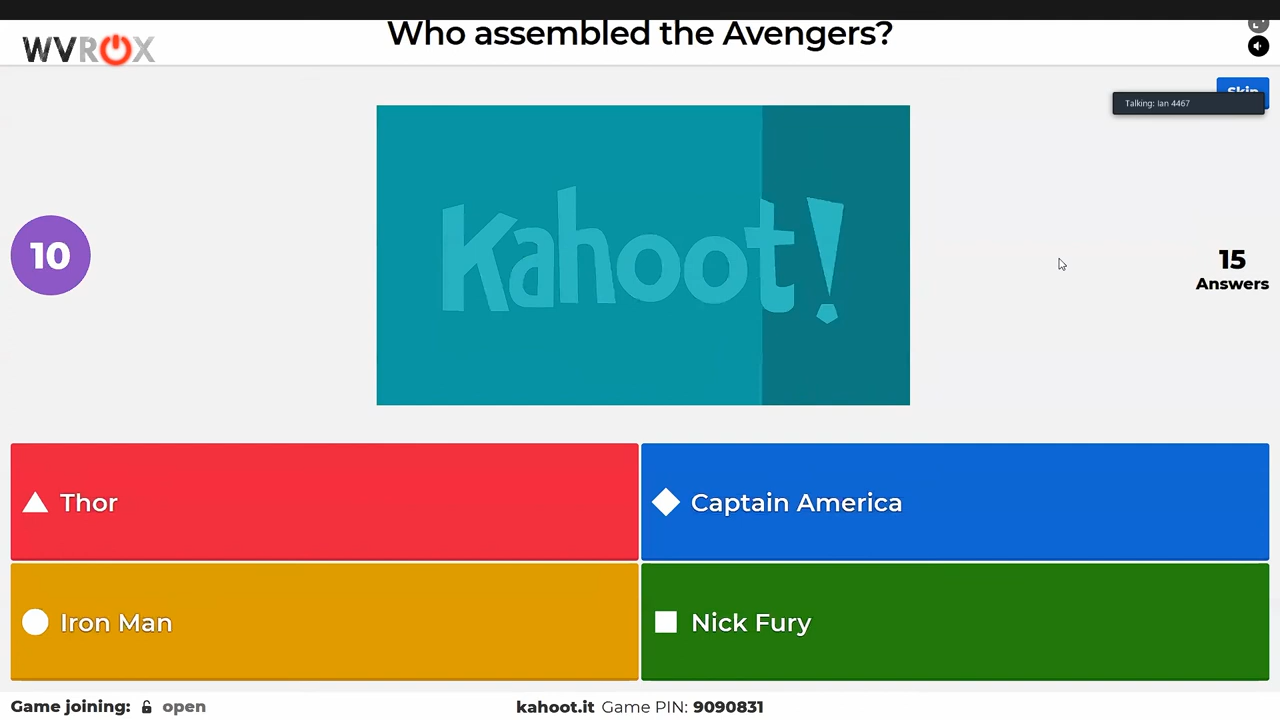 Who assembled the Avengers?
WVROX
Skip
Talking: Ian 4467
Kahoot!
10
15
Answers
Thor
Captain America
Iron Man
Nick Fury
Game joining: open
kahoot.it Game PIN: 9090831